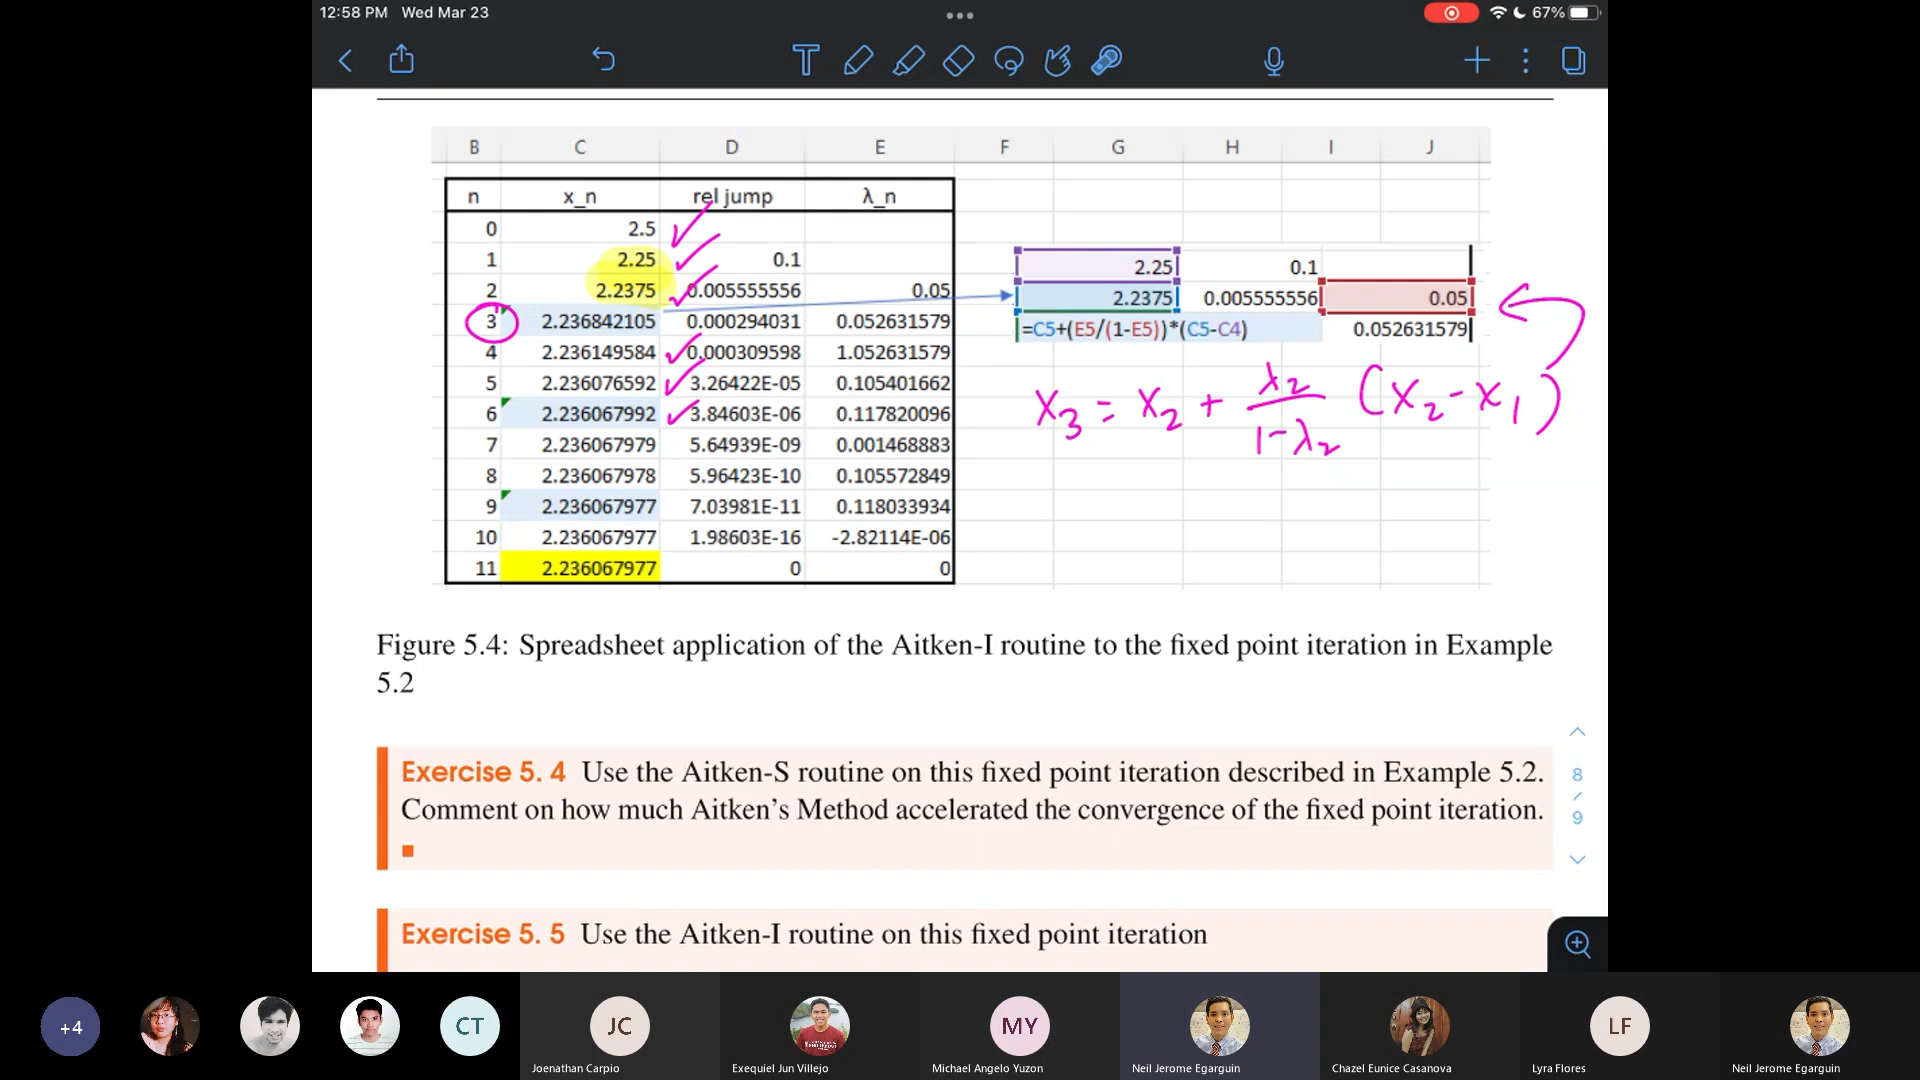 12:58 PM Wed Mar 23
67%
B C D E F G H I J
n x_n rel jump λ_n
0 2.5
1 2.25 0.1
2 2.2375 0.005555556 0.05
3 2.236842105 0.000294031 0.052631579
4 2.236149584 0.000309598 1.052631579
5 2.236076592 3.26422E-05 0.105401662
6 2.236067992 3.84603E-06 0.117820096
7 2.236067979 5.64939E-09 0.001468883
8 2.236067978 5.96423E-10 0.105572849
9 2.236067977 7.03981E-11 0.118033934
10 2.236067977 1.98603E-16 -2.82114E-06
11 2.236067977 0 0
2.25 0.1
2.2375 0.005555556 0.05
=C5+(E5/(1-E5))*(C5-C4) 0.052631579
x₃ = x₂ + λ₂/(1-λ₂) (x₂-x₁)
Figure 5.4: Spreadsheet application of the Aitken-I routine to the fixed point iteration in Example
5.2
Exercise 5. 4 Use the Aitken-S routine on this fixed point iteration described in Example 5.2.
Comment on how much Aitken's Method accelerated the convergence of the fixed point iteration.
8
/
9
Exercise 5. 5 Use the Aitken-I routine on this fixed point iteration
+4
CT
JC
MY
LF
Joenathan Carpio
Exequiel Jun Villejo
Michael Angelo Yuzon
Neil Jerome Egarguin
Chazel Eunice Casanova
Lyra Flores
Neil Jerome Egarguin